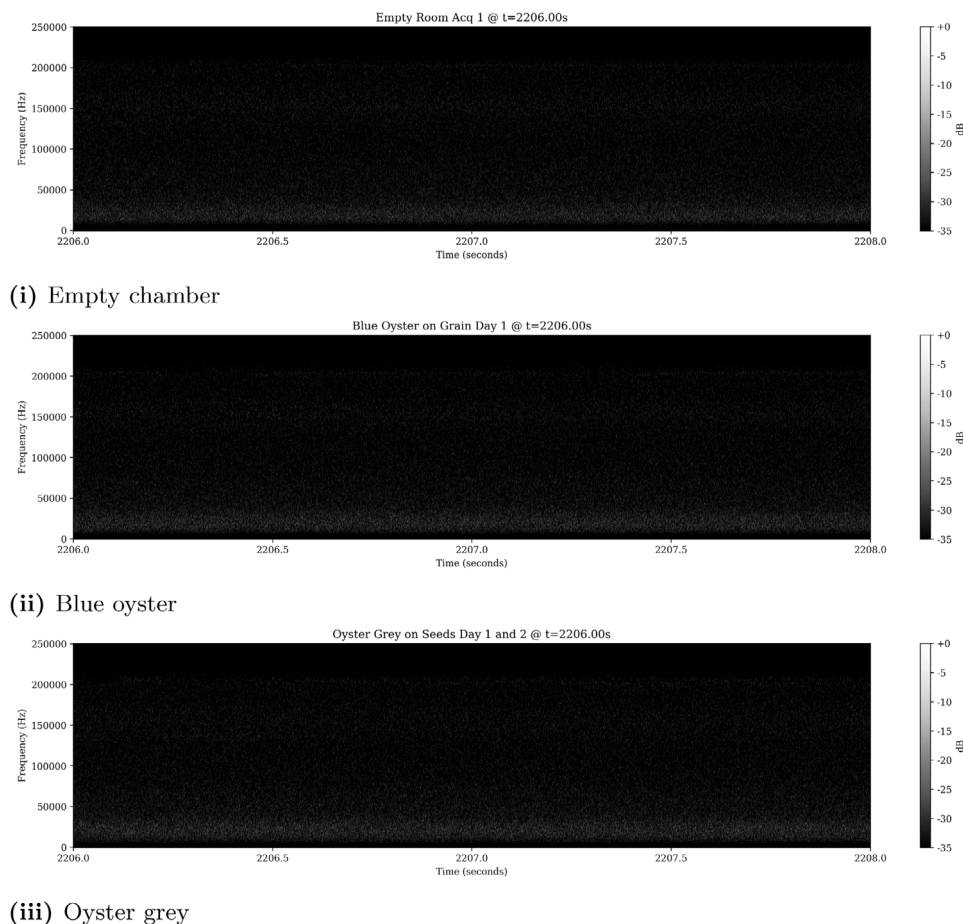 Empty Room Acq 1 @ t=2206.00s
250000
200000
150000
100000
50000
0
Frequency (Hz)
2206.0 2206.5 2207.0 2207.5 2208.0
Time (seconds)
+0
-5
-10
-15
-20
-25
-30
-35
dB
(i) Empty chamber
Blue Oyster on Grain Day 1 @ t=2206.00s
250000
200000
150000
100000
50000
0
Frequency (Hz)
2206.0 2206.5 2207.0 2207.5 2208.0
Time (seconds)
+0
-5
-10
-15
-20
-25
-30
-35
dB
(ii) Blue oyster
Oyster Grey on Seeds Day 1 and 2 @ t=2206.00s
250000
200000
150000
100000
50000
0
Frequency (Hz)
2206.0 2206.5 2207.0 2207.5 2208.0
Time (seconds)
+0
-5
-10
-15
-20
-25
-30
-35
dB
(iii) Oyster grey